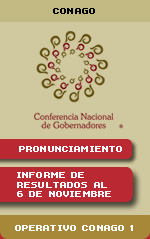 CONAGO
Conferencia Nacional
de Gobernadores ®
PRONUNCIAMIENTO
INFORME DE
RESULTADOS AL
6 DE NOVIEMBRE
OPERATIVO CONAGO 1